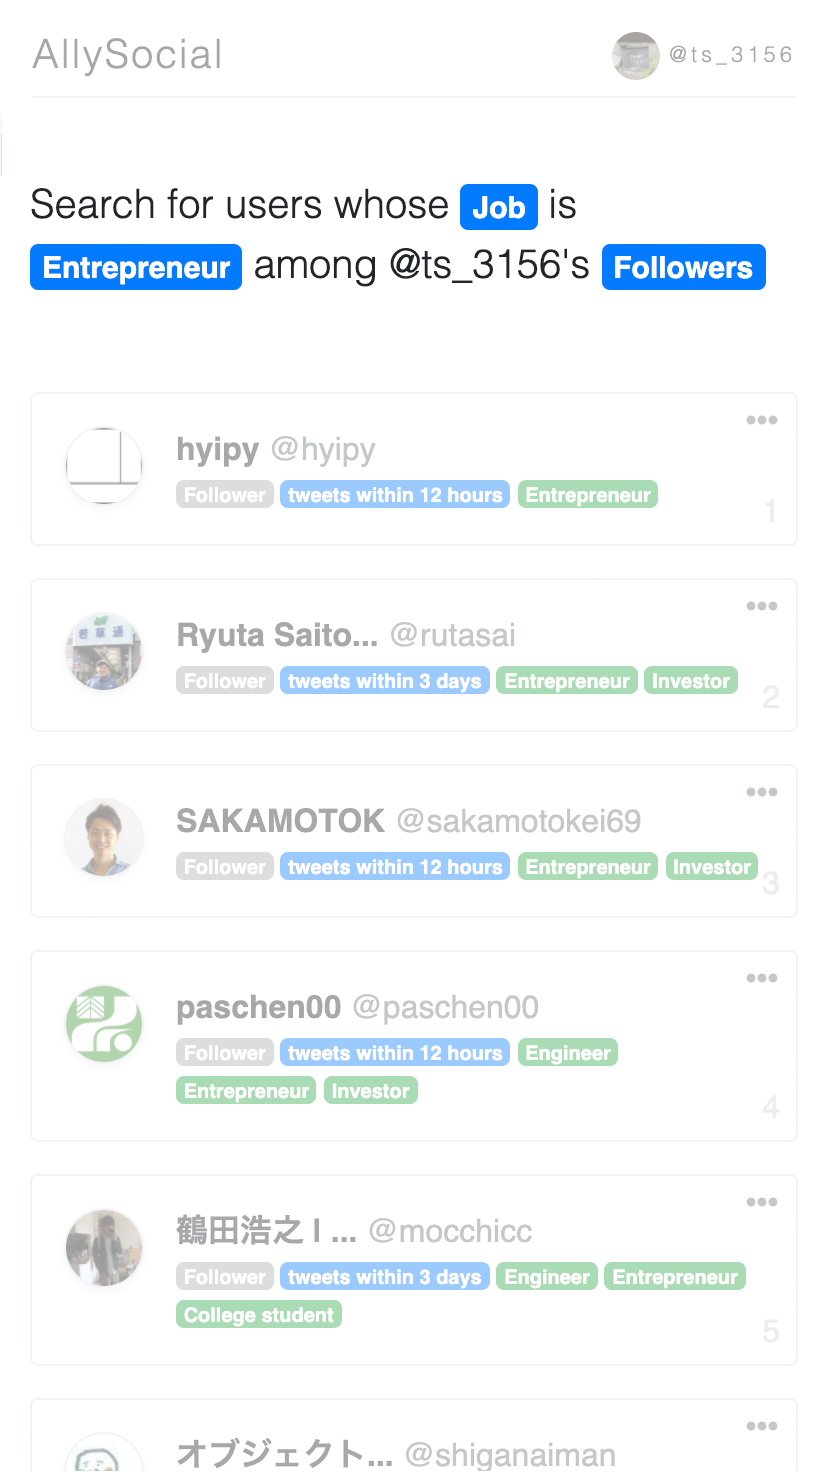 AllySocial @ts_3156
Search for users whose Job is
Entrepreneur among @ts_3156's Followers
hyipy @hyipy
Follower tweets within 12 hours Entrepreneur
1
Ryuta Saito... @rutasai
若草通
Follower tweets within 3 days Entrepreneur Investor
2
SAKAMOTOK @sakamotokei69
Follower tweets within 12 hours Entrepreneur Investor
3
paschen00 @paschen00
Follower tweets within 12 hours Engineer
Entrepreneur Investor
4
鶴田浩之 | ... @mocchicc
Follower tweets within 3 days Engineer Entrepreneur
College student
5
オブジェクト... @shiganaiman